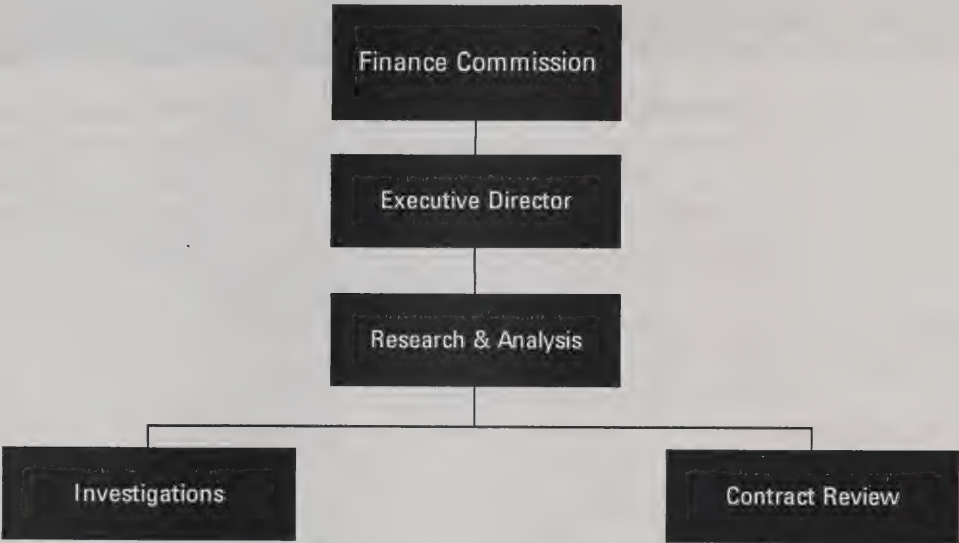 Finance Commission
Executive Director
Research & Analysis
Investigations
Contract Review